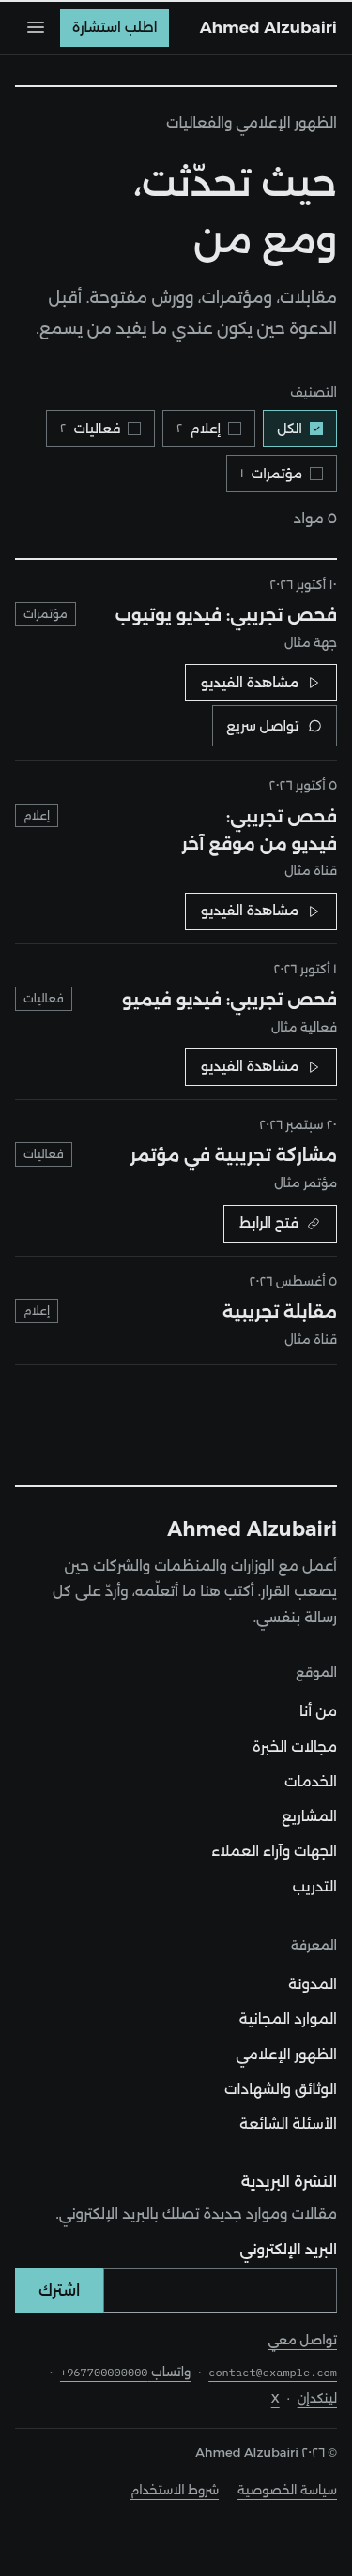 Ahmed Alzubairi
اطلب استشارة
الظهور الإعلامي والفعاليات
حيث تحدّثت،
ومع من
مقابلات، ومؤتمرات، وورش مفتوحة. أقبل
الدعوة حين يكون عندي ما يفيد من يسمع.
التصنيف
الكل
إعلام ٢
فعاليات ٢
مؤتمرات ١
٥ مواد
١٠ أكتوبر ٢٠٢٦
فحص تجريبي: فيديو يوتيوب
مؤتمرات
جهة مثال
مشاهدة الفيديو
تواصل سريع
٥ أكتوبر ٢٠٢٦
فحص تجريبي:
فيديو من موقع آخر
إعلام
قناة مثال
مشاهدة الفيديو
١ أكتوبر ٢٠٢٦
فحص تجريبي: فيديو فيميو
فعاليات
فعالية مثال
مشاهدة الفيديو
٢٠ سبتمبر ٢٠٢٦
مشاركة تجريبية في مؤتمر
فعاليات
مؤتمر مثال
فتح الرابط
٥ أغسطس ٢٠٢٦
مقابلة تجريبية
إعلام
قناة مثال
Ahmed Alzubairi
أعمل مع الوزارات والمنظمات والشركات حين
يصعب القرار. أكتب هنا ما أتعلّمه، وأردّ على كل
رسالة بنفسي.
الموقع
من أنا
مجالات الخبرة
الخدمات
المشاريع
الجهات وآراء العملاء
التدريب
المعرفة
المدونة
الموارد المجانية
الظهور الإعلامي
الوثائق والشهادات
الأسئلة الشائعة
النشرة البريدية
مقالات وموارد جديدة تصلك بالبريد الإلكتروني.
البريد الإلكتروني
اشترك
تواصل معي
contact@example.com · واتساب +967700000000 ·
لينكدإن · X
© ٢٠٢٦ Ahmed Alzubairi
سياسة الخصوصية
شروط الاستخدام